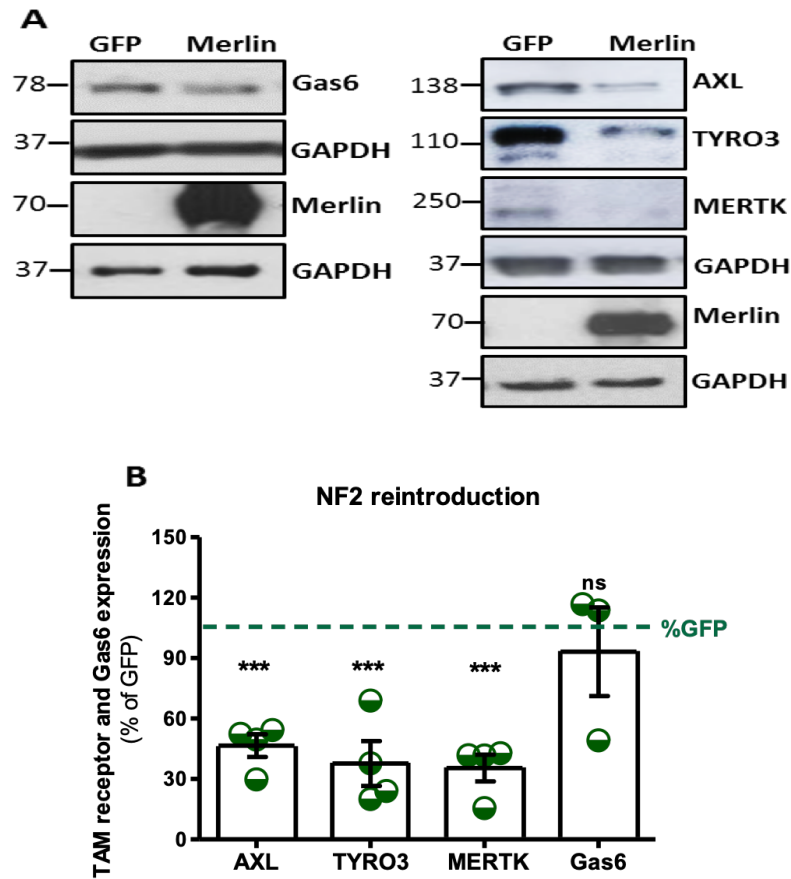 A
GFP Merlin
78 Gas6
37 GAPDH
70 Merlin
37 GAPDH
GFP Merlin
138 AXL
110 TYRO3
250 MERTK
37 GAPDH
70 Merlin
37 GAPDH
B
NF2 reintroduction
TAM receptor and Gas6 expression
(% of GFP)
150
120
90
60
30
0
ns
%GFP
*** *** ***
AXL TYRO3 MERTK Gas6